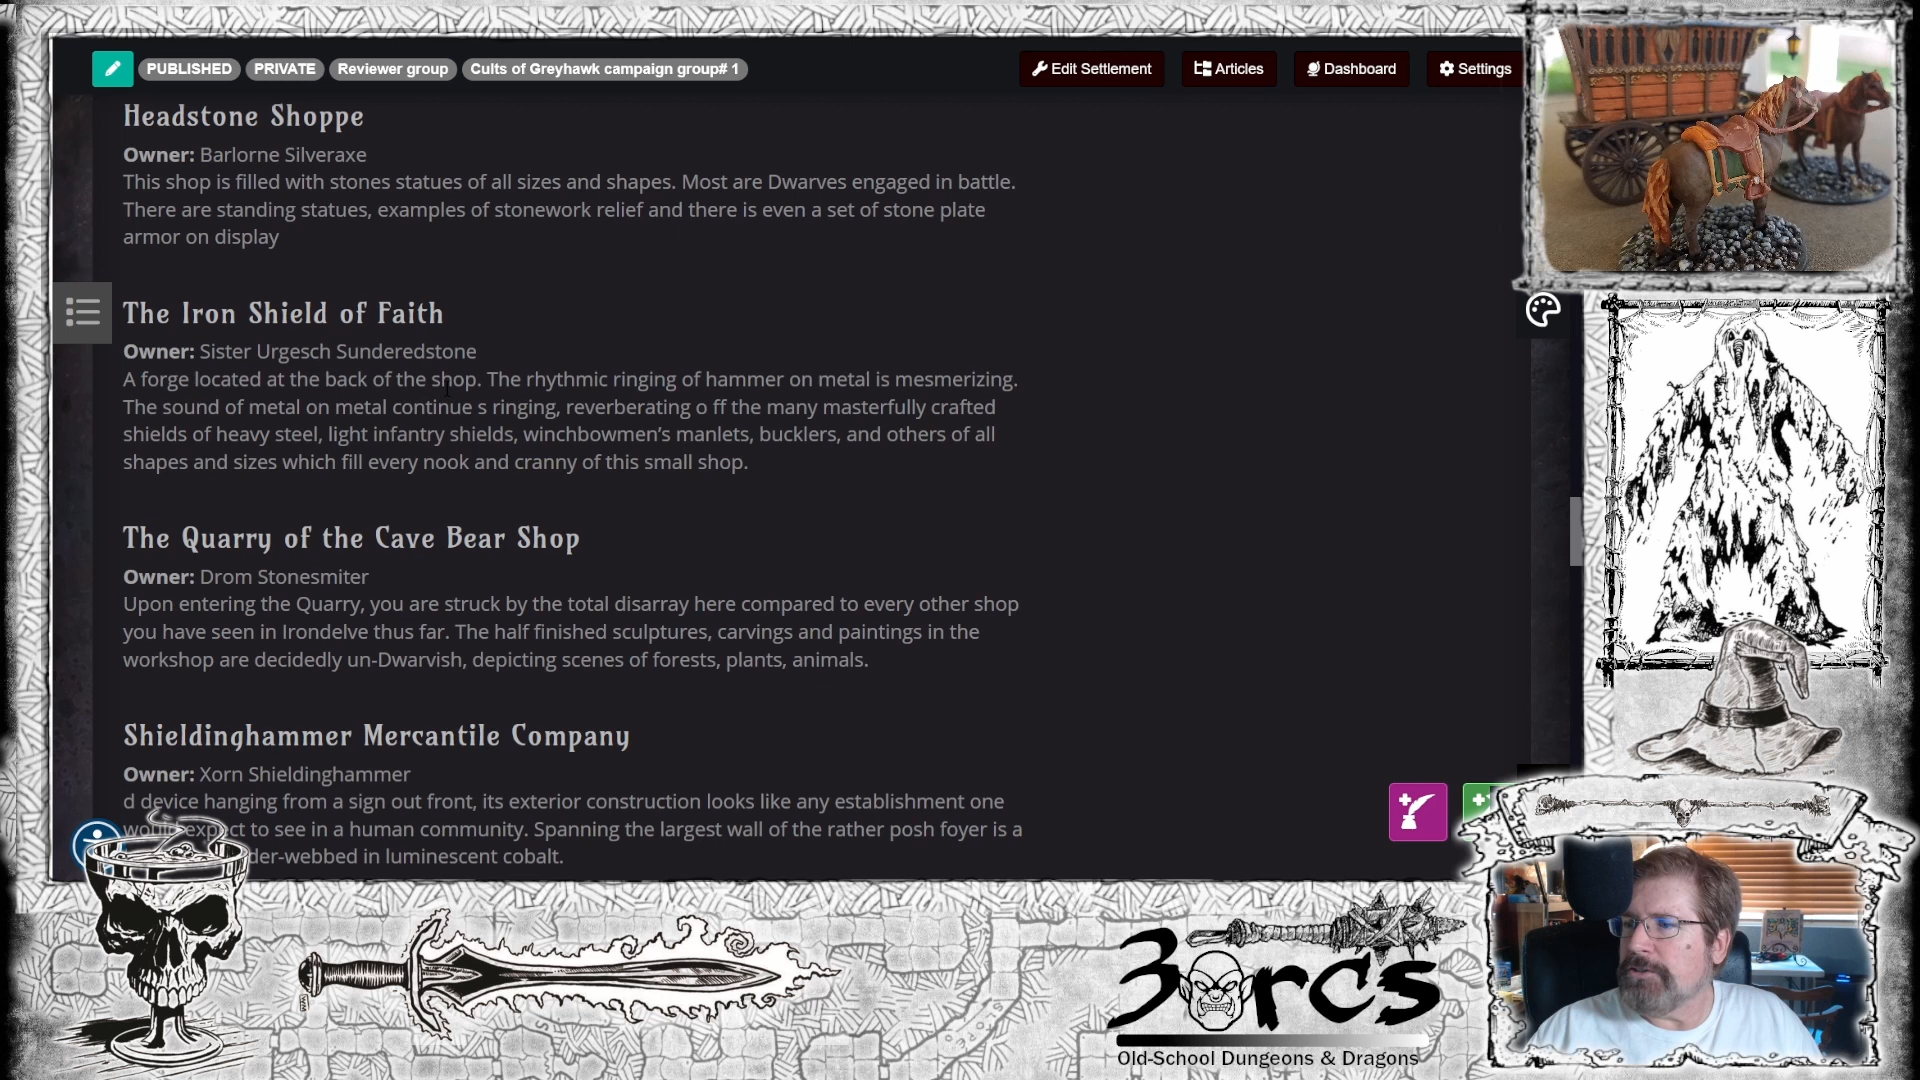 PUBLISHED PRIVATE Reviewer group Cults of Greyhawk campaign group# 1 Edit Settlement Articles Dashboard Settings
Headstone Shoppe
Owner: Barlorne Silveraxe
This shop is filled with stones statues of all sizes and shapes. Most are Dwarves engaged in battle.
There are standing statues, examples of stonework relief and there is even a set of stone plate
armor on display
The Iron Shield of Faith
Owner: Sister Urgesch Sunderedstone
A forge located at the back of the shop. The rhythmic ringing of hammer on metal is mesmerizing.
The sound of metal on metal continue s ringing, reverberating o ff the many masterfully crafted
shields of heavy steel, light infantry shields, winchbowmen’s manlets, bucklers, and others of all
shapes and sizes which fill every nook and cranny of this small shop.
The Quarry of the Cave Bear Shop
Owner: Drom Stonesmiter
Upon entering the Quarry, you are struck by the total disarray here compared to every other shop
you have seen in Irondelve thus far. The half finished sculptures, carvings and paintings in the
workshop are decidedly un-Dwarvish, depicting scenes of forests, plants, animals.
Shieldinghammer Mercantile Company
Owner: Xorn Shieldinghammer
d device hanging from a sign out front, its exterior construction looks like any establishment one
would expect to see in a human community. Spanning the largest wall of the rather posh foyer is a
der-webbed in luminescent cobalt.
3 orcs
Old-School Dungeons & Dragons